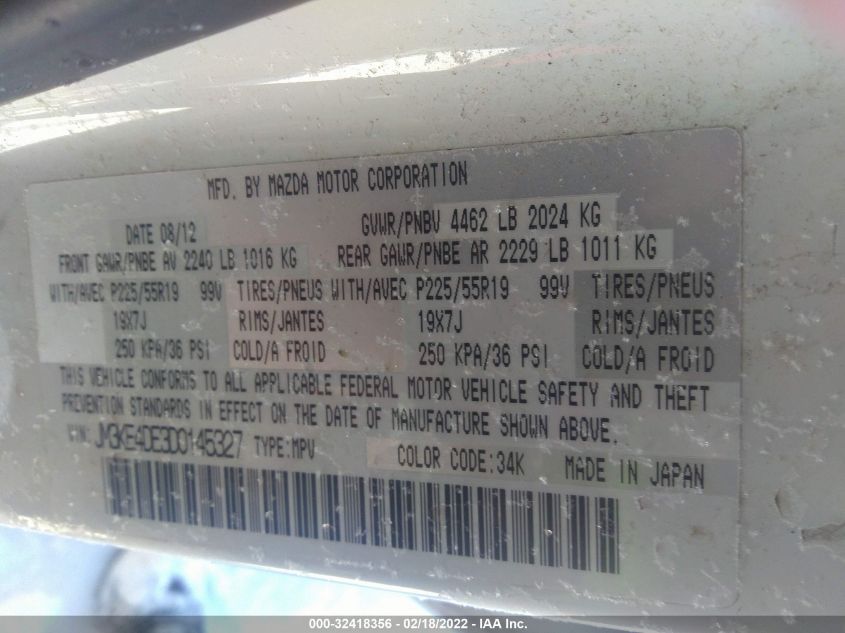 MFD. BY MAZDA MOTOR CORPORATION
DATE 08/12 GVWR/PNBV 4462 LB 2024 KG
FRONT GAWR/PNBE AV 2240 LB 1016 KG REAR GAWR/PNBE AR 2229 LB 1011 KG
WITH/AVEC P225/55R19 99V TIRES/PNEUS WITH/AVEC P225/55R19 99V TIRES/PNEUS
19X7J RIMS/JANTES 19X7J RIMS/JANTES
250 KPA/36 PSI COLD/A FROID 250 KPA/36 PSI COLD/A FROID
THIS VEHICLE CONFORMS TO ALL APPLICABLE FEDERAL MOTOR VEHICLE SAFETY AND THEFT
PREVENTION STANDARDS IN EFFECT ON THE DATE OF MANUFACTURE SHOWN ABOVE.
VIN: JM3KE4DE3D0145327 TYPE:MPV COLOR CODE:34K MADE IN JAPAN
000-32418356 - 02/18/2022 - IAA Inc.